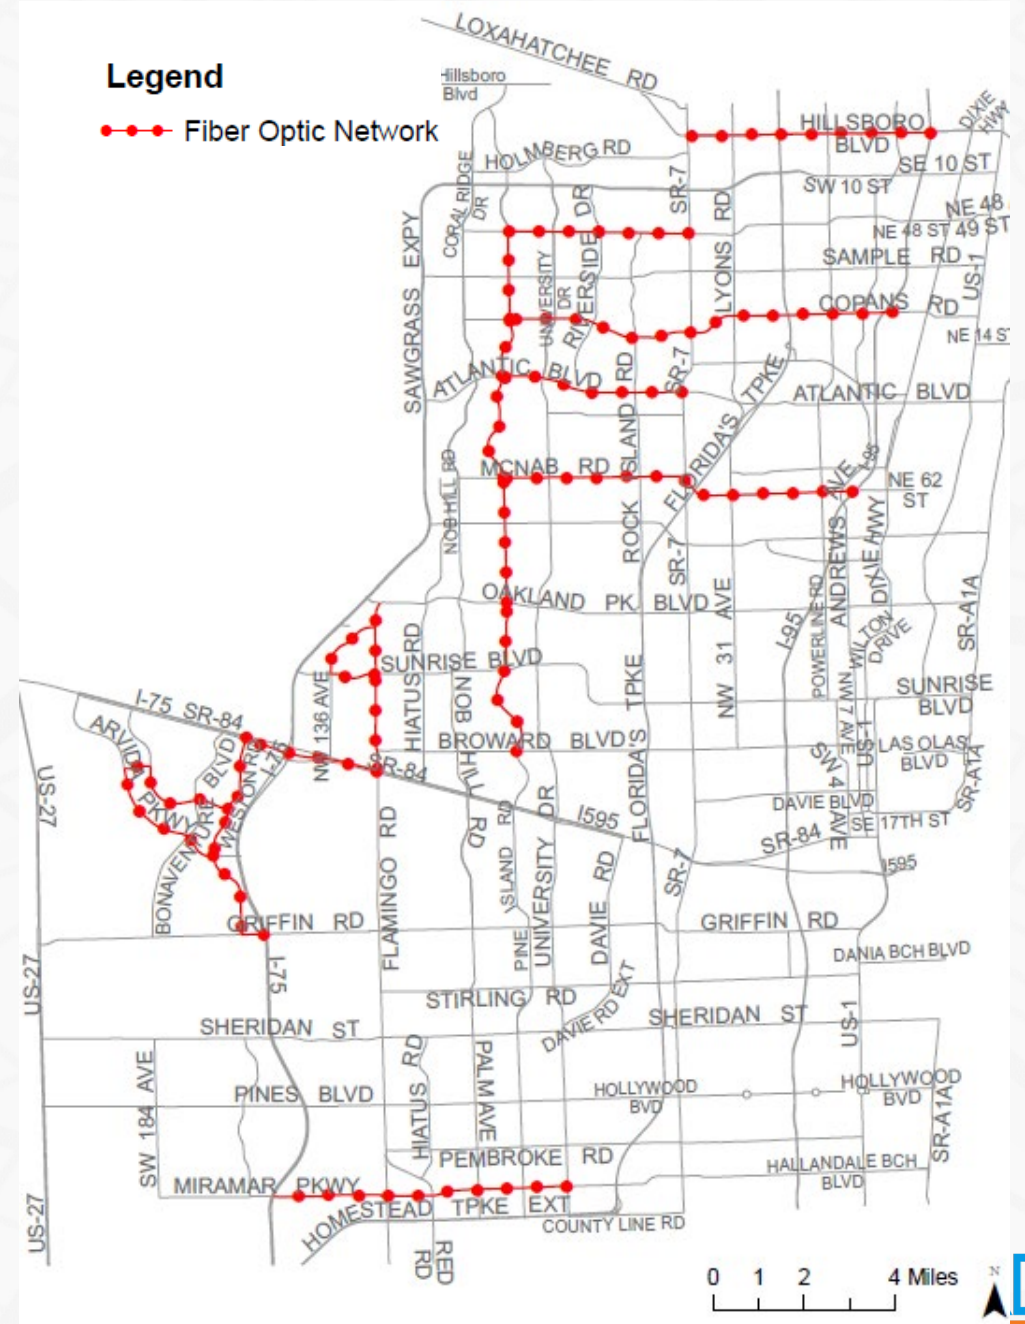 Legend
Fiber Optic Network
LOXAHATCHEE RD
Hillsboro
Blvd
HILLSBORO
BLVD
DIXIE
HWY
HOLMBERG RD
SE 10 ST
SW 10 ST
CORAL RIDGE
DR
SR-7
LYONS RD
NE 48
NE 48 ST 49 ST
SAMPLE RD
US-1
SAWGRASS EXPY
UNIVERSITY
DR
RIVERSIDE DR
COPANS RD
NE 14 ST
ATLANTIC BLVD
SR-7
FLORIDA'S TPKE
ATLANTIC BLVD
ROCK ISLAND RD
NOB HILL RD
MCNAB RD
I-95
NE 62
ST
ANDREWS AVE
DIXIE HWY
SR-7
OAKLAND PK BLVD
NW 31 AVE
I-95
POWERLINE RD
WILTON
DRIVE
SR-A1A
HIATUS RD
SUNRISE BLVD
NW 136 AVE
NOB HILL RD
FLORIDA'S TPKE
NW 7 AVE
SUNRISE
BLVD
I-75 SR-84
ARVIDA
PKWY
BONAVENTURE BLVD
WESTON RD
I-75
BROWARD BLVD
SR-84
SW 4 AVE
US-1
LAS OLAS
BLVD
SR-A1A
US-27
I595
DAVIE BLVD
SE 17TH ST
SR-84
I595
FLAMINGO RD
PINE ISLAND RD
UNIVERSITY DR
DAVIE RD
SR-7
GRIFFIN RD
GRIFFIN RD
DANIA BCH BLVD
US-27
I-75
STIRLING RD
DAVIE RD EXT
SHERIDAN ST
SHERIDAN ST
US-1
SW 184 AVE
HIATUS RD
PALM AVE
PINES BLVD
HOLLYWOOD
BVD
HOLLYWOOD
BVD
SR-A1A
PEMBROKE RD
HALLANDALE BCH
BLVD
MIRAMAR PKWY
HOMESTEAD TPKE EXT
COUNTY LINE RD
US-27
RED
RD
0 1 2 4 Miles
N